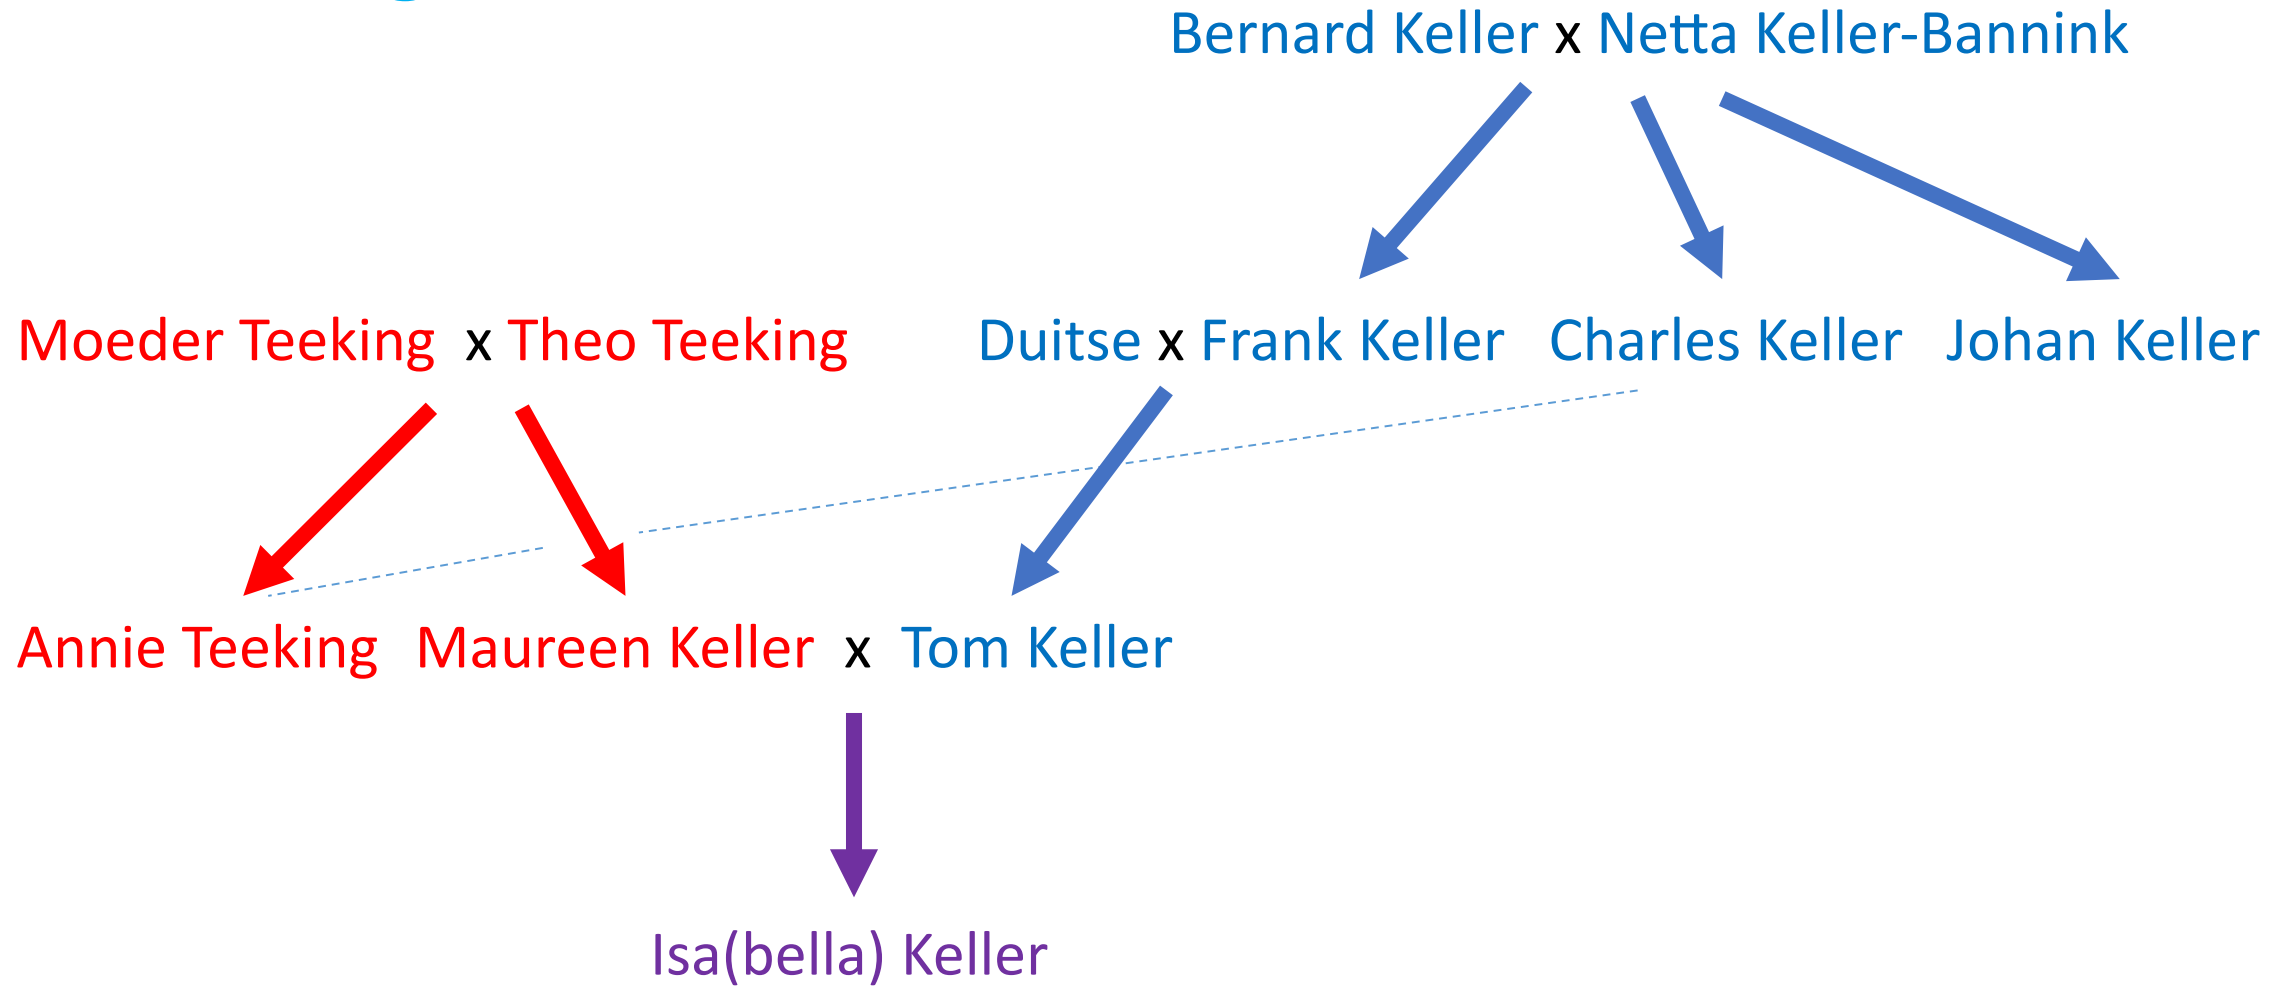 Bernard Keller x Netta Keller-Bannink
Moeder Teeking x Theo Teeking Duitse x Frank Keller Charles Keller Johan Keller
Annie Teeking Maureen Keller x Tom Keller
Isa(bella) Keller